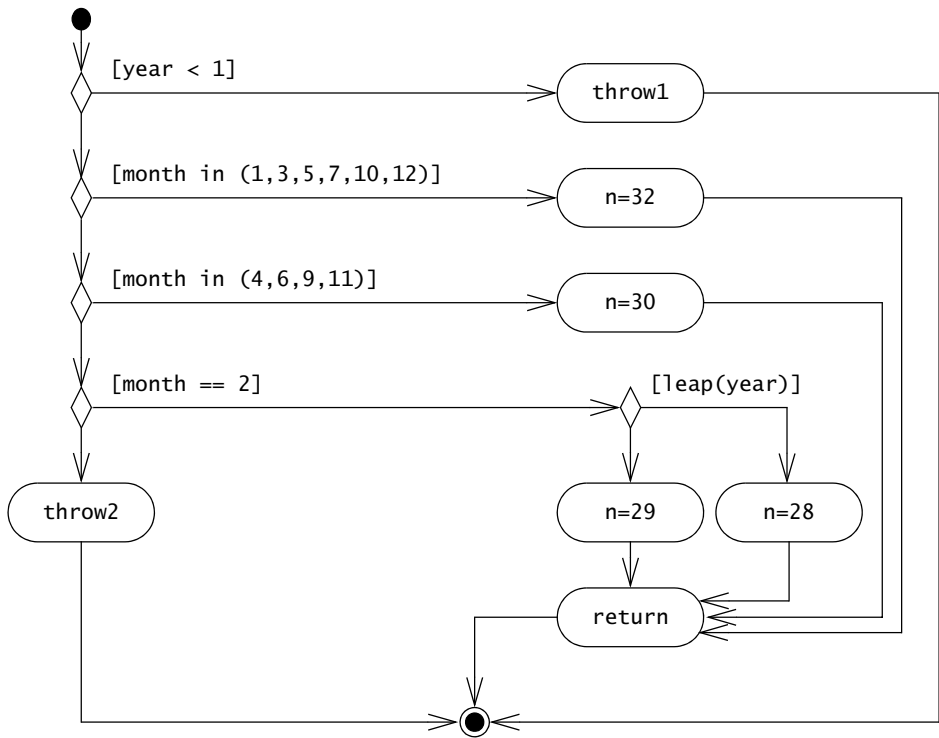 [year < 1]
throw1
[month in (1,3,5,7,10,12)]
n=32
[month in (4,6,9,11)]
n=30
[month == 2]
[leap(year)]
throw2
n=29
n=28
return